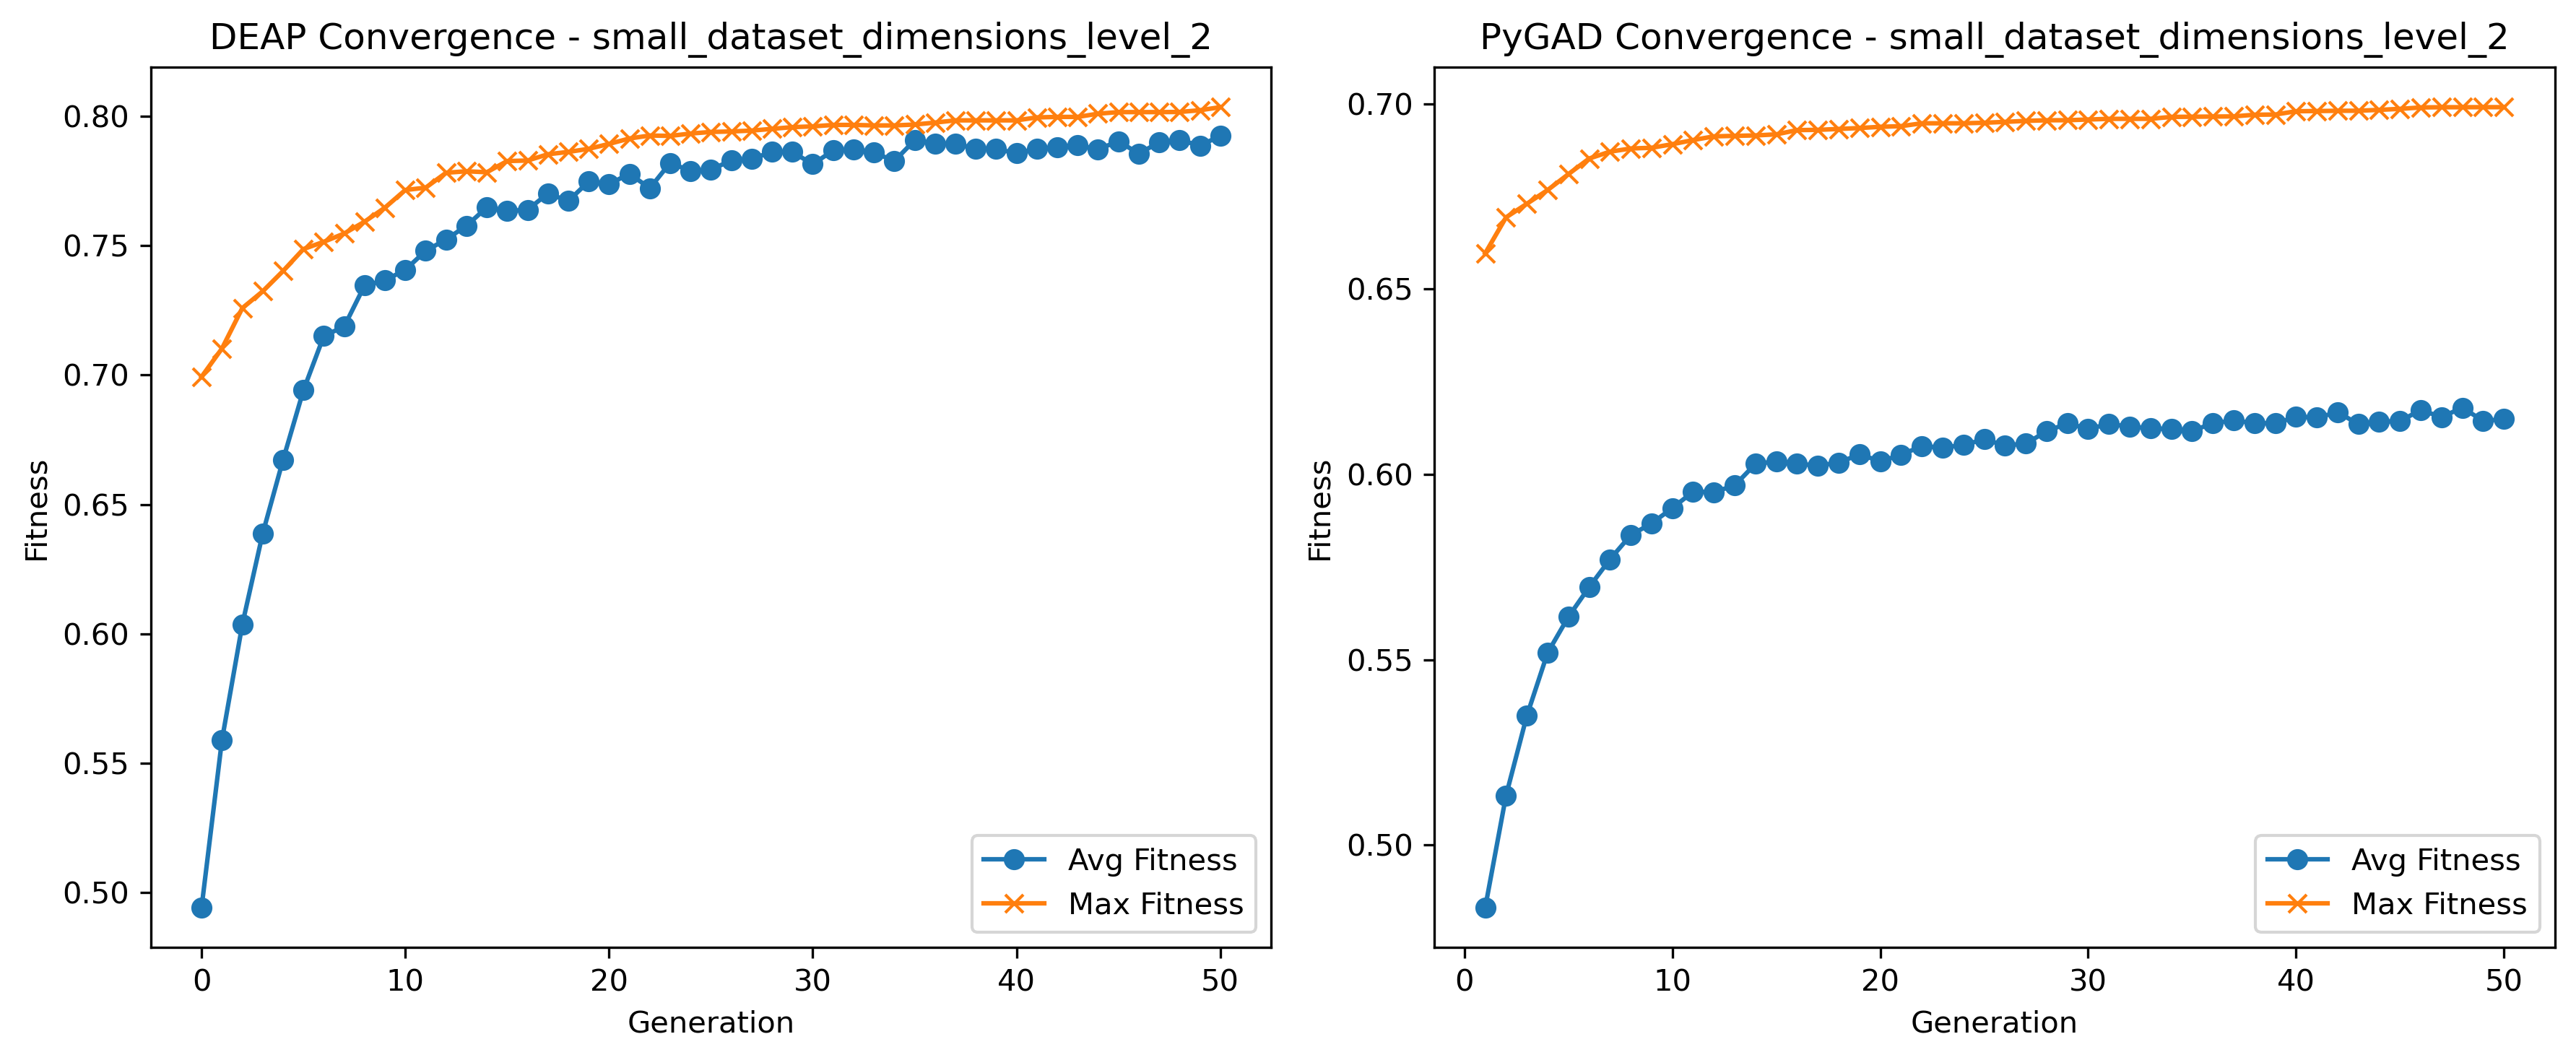 DEAP Convergence - small_dataset_dimensions_level_2
Fitness
0.80
0.75
0.70
0.65
0.60
0.55
0.50
0 10 20 30 40 50
Generation
Avg Fitness
Max Fitness
PyGAD Convergence - small_dataset_dimensions_level_2
Fitness
0.70
0.65
0.60
0.55
0.50
0 10 20 30 40 50
Generation
Avg Fitness
Max Fitness